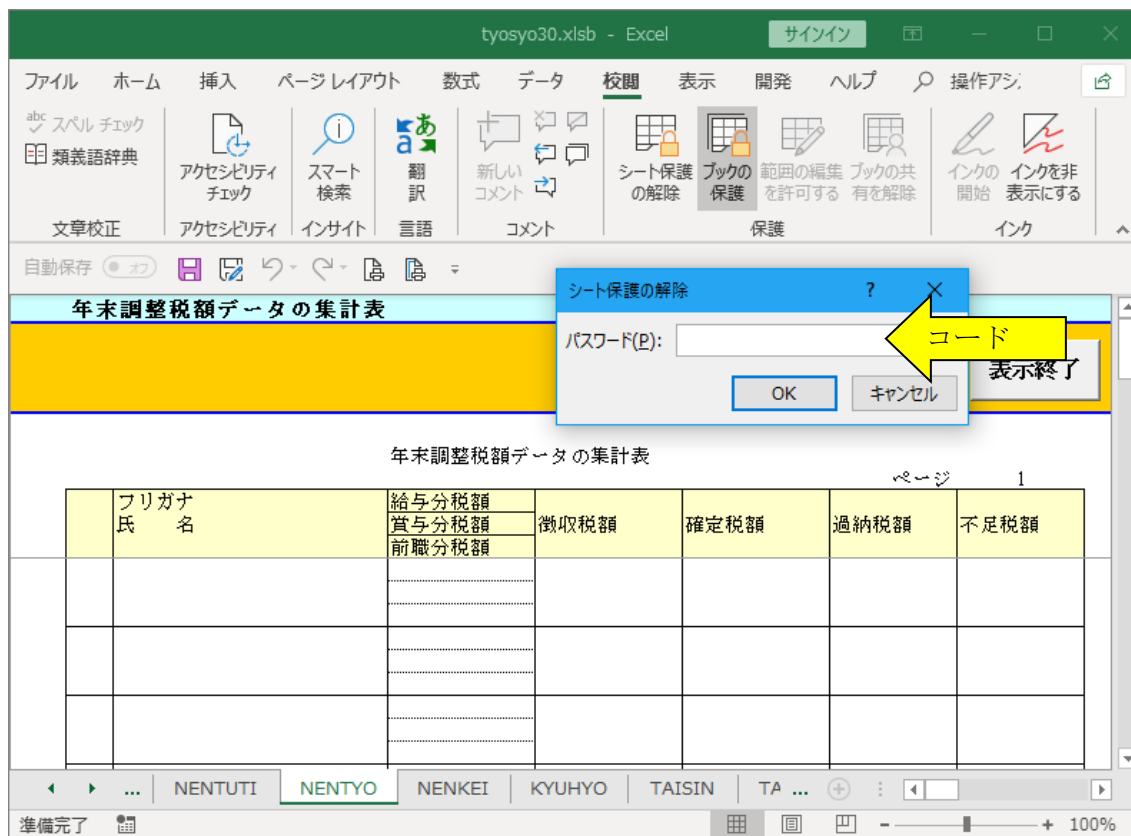 tyosyo30.xlsb - Excel サインイン
ファイル ホーム 挿入 ページ レイアウト 数式 データ 校閲 表示 開発 ヘルプ 操作アシ
abc スペル チェック
類義語辞典
文章校正
アクセシビリティ
チェック
アクセシビリティ
スマート
検索
インサイト
あ
a
翻
訳
言語
新しい
コメント
コメント
シート保護
の解除
ブックの
保護
範囲の編集
を許可する
ブックの共
有を解除
保護
インクの
開始
インクを非
表示にする
インク
自動保存 オフ
年末調整税額データの集計表
シート保護の解除 ?
パスワード(P):
コード
OK キャンセル
表示終了
年末調整税額データの集計表
ページ 1
フリガナ
氏 名
給与分税額
賞与分税額
前職分税額
徴収税額
確定税額
過納税額
不足税額
... NENTUTI NENTYO NENKEI KYUHYO TAISIN TA ...
準備完了 100%